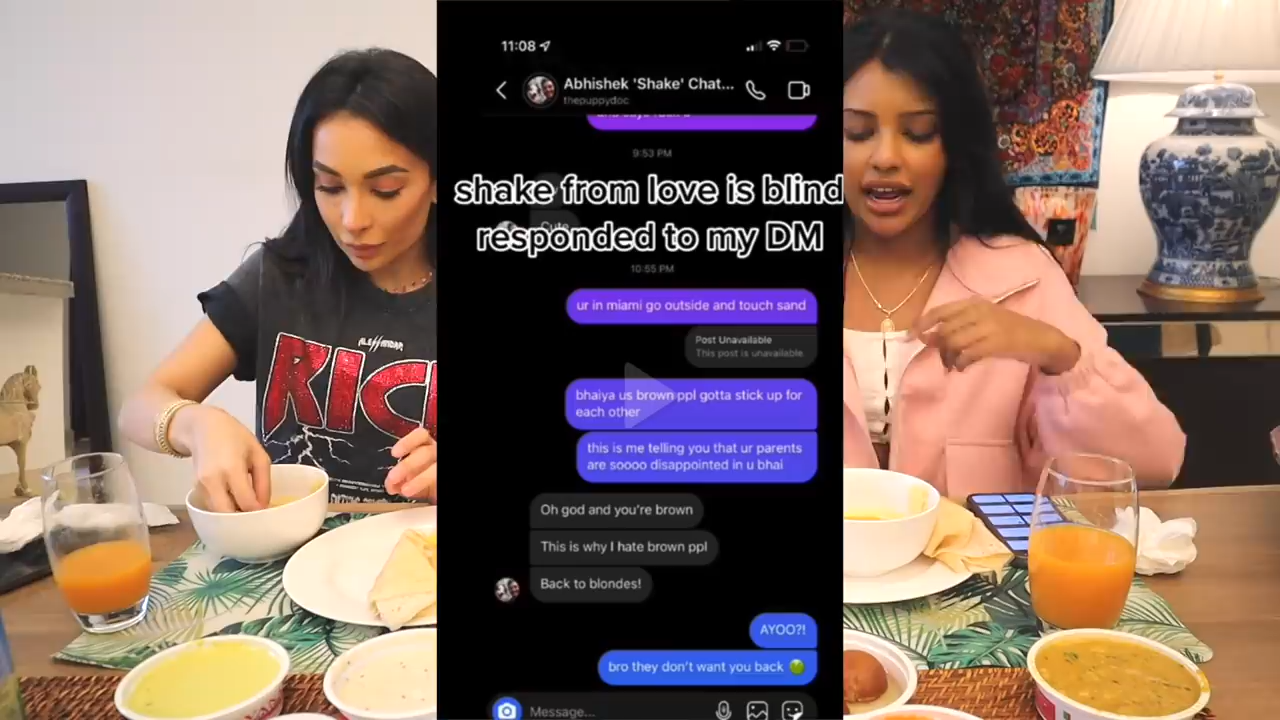 11:08
Abhishek 'Shake' Chat...
thepuppydoc
9:53 PM
shake from love is blind
Cute
responded to my DM
10:55 PM
ur in miami go outside and touch sand
Post Unavailable
This post is unavailable.
bhaiya us brown ppl gotta stick up for
each other
this is me telling you that ur parents
are soooo disappointed in u bhai
Oh god and you're brown
This is why I hate brown ppl
Back to blondes!
AYOO?!
bro they don't want you back
Message...
RICK